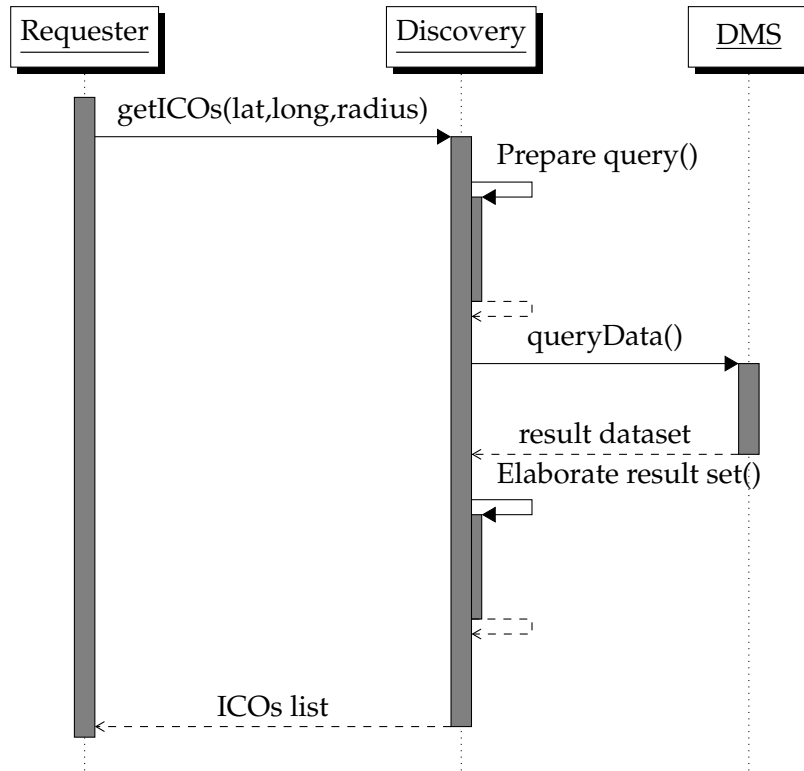 Requester
Discovery
DMS
getICOs(lat,long,radius)
Prepare query()
queryData()
result dataset
Elaborate result set()
ICOs list